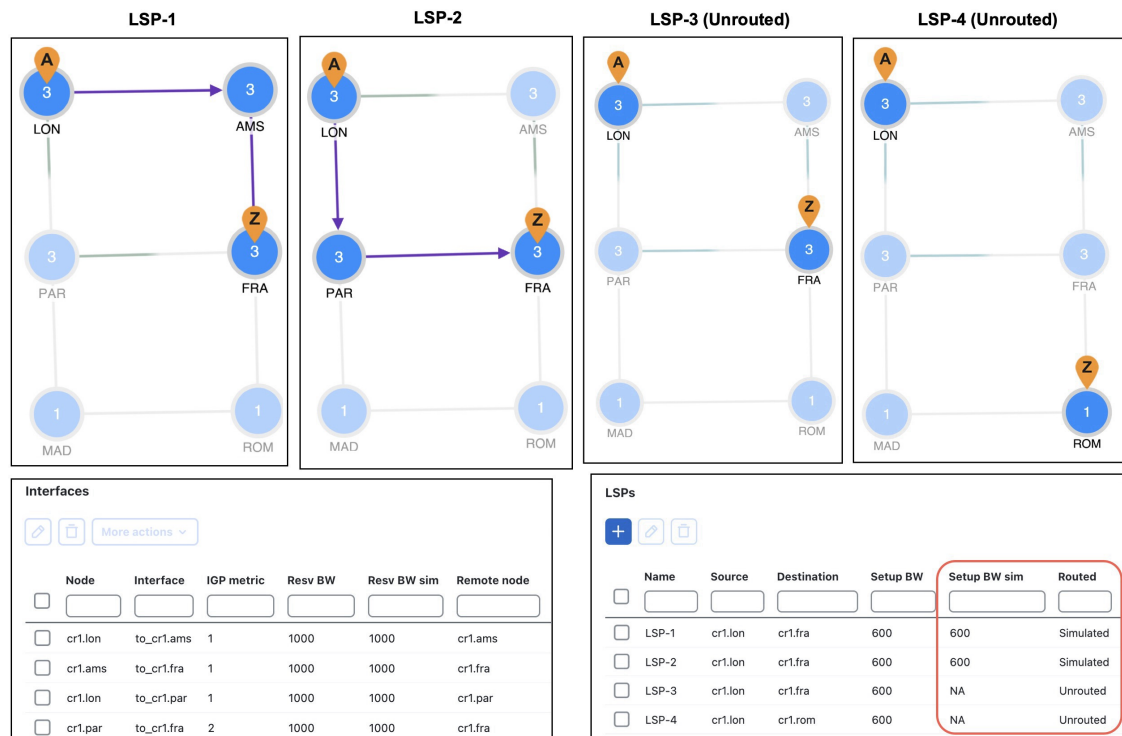 LSP-1
LSP-2
LSP-3 (Unrouted)
LSP-4 (Unrouted)
A
3
3
LON
AMS
Z
3
3
PAR
FRA
1
1
MAD
ROM
A
3
3
LON
AMS
Z
3
3
PAR
FRA
1
1
MAD
ROM
A
3
3
LON
AMS
Z
3
3
PAR
FRA
1
1
MAD
ROM
A
3
3
LON
AMS
3
3
PAR
FRA
Z
1
1
MAD
ROM
Interfaces
More actions
Node Interface IGP metric Resv BW Resv BW sim Remote node
cr1.lon to_cr1.ams 1 1000 1000 cr1.ams
cr1.ams to_cr1.fra 1 1000 1000 cr1.fra
cr1.lon to_cr1.par 1 1000 1000 cr1.par
cr1.par to_cr1.fra 2 1000 1000 cr1.fra
LSPs
Name Source Destination Setup BW Setup BW sim Routed
LSP-1 cr1.lon cr1.fra 600 600 Simulated
LSP-2 cr1.lon cr1.fra 600 600 Simulated
LSP-3 cr1.lon cr1.fra 600 NA Unrouted
LSP-4 cr1.lon cr1.rom 600 NA Unrouted